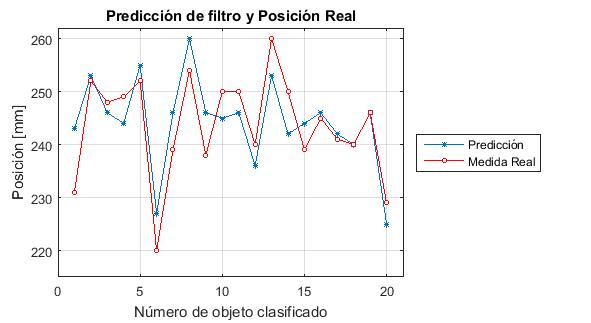 Predicción de filtro y Posición Real
260
250
240
230
220
Posición [mm]
0
5
10
15
20
Número de objeto clasificado
Predicción
Medida Real